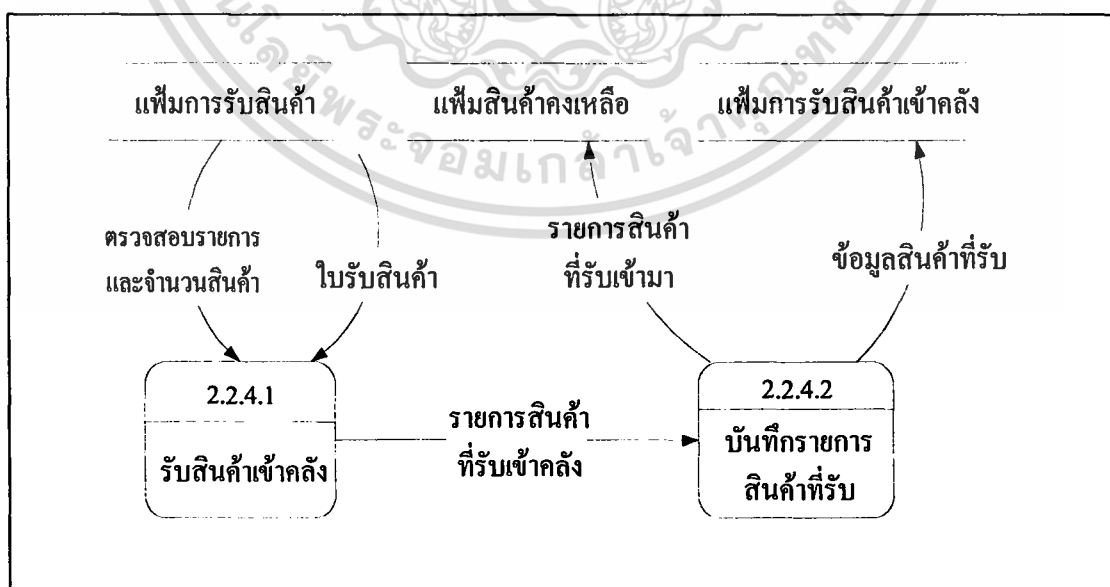 แฟ้มการรับสินค้า
แฟ้มสินค้าคงเหลือ
แฟ้มการรับสินค้าเข้าคลัง
ตรวจสอบรายการ
และจำนวนสินค้า
ใบรับสินค้า
รายการสินค้า
ที่รับเข้ามา
ข้อมูลสินค้าที่รับ
2.2.4.1
รับสินค้าเข้าคลัง
รายการสินค้า
ที่รับเข้าคลัง
2.2.4.2
บันทึกรายการ
สินค้าที่รับ